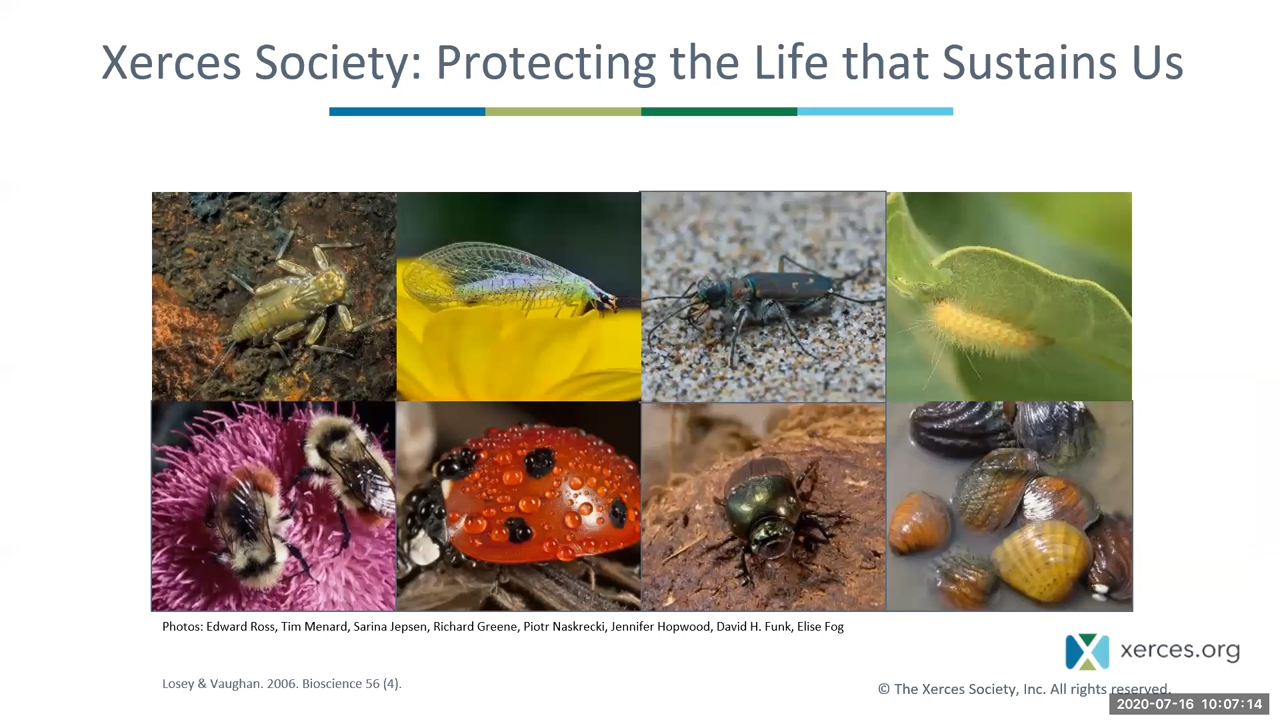 Xerces Society: Protecting the Life that Sustains Us
Photos: Edward Ross, Tim Menard, Sarina Jepsen, Richard Greene, Piotr Naskrecki, Jennifer Hopwood, David H. Funk, Elise Fog
xerces.org
Losey & Vaughan. 2006. Bioscience 56 (4).
© The Xerces Society, Inc. All rights reserved.
2020-07-16 10:07:14